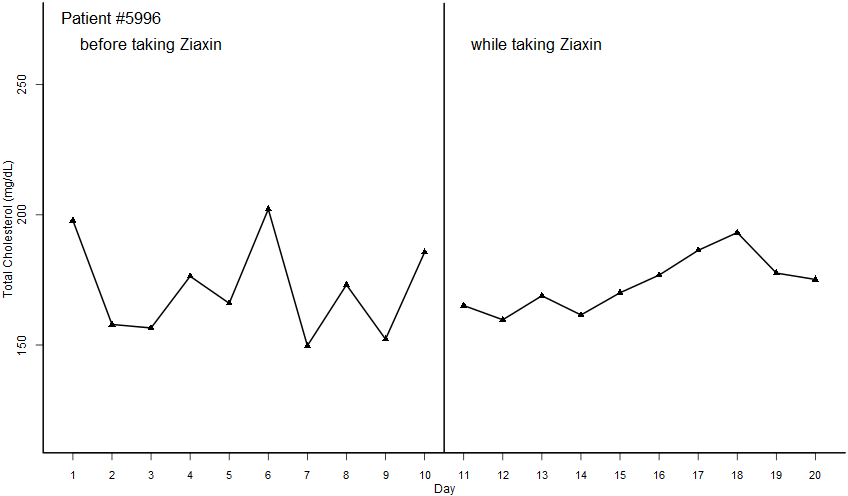 Patient #5996
before taking Ziaxin
while taking Ziaxin
Total Cholesterol (mg/dL)
250
200
150
1 2 3 4 5 6 7 8 9 10 11 12 13 14 15 16 17 18 19 20
Day